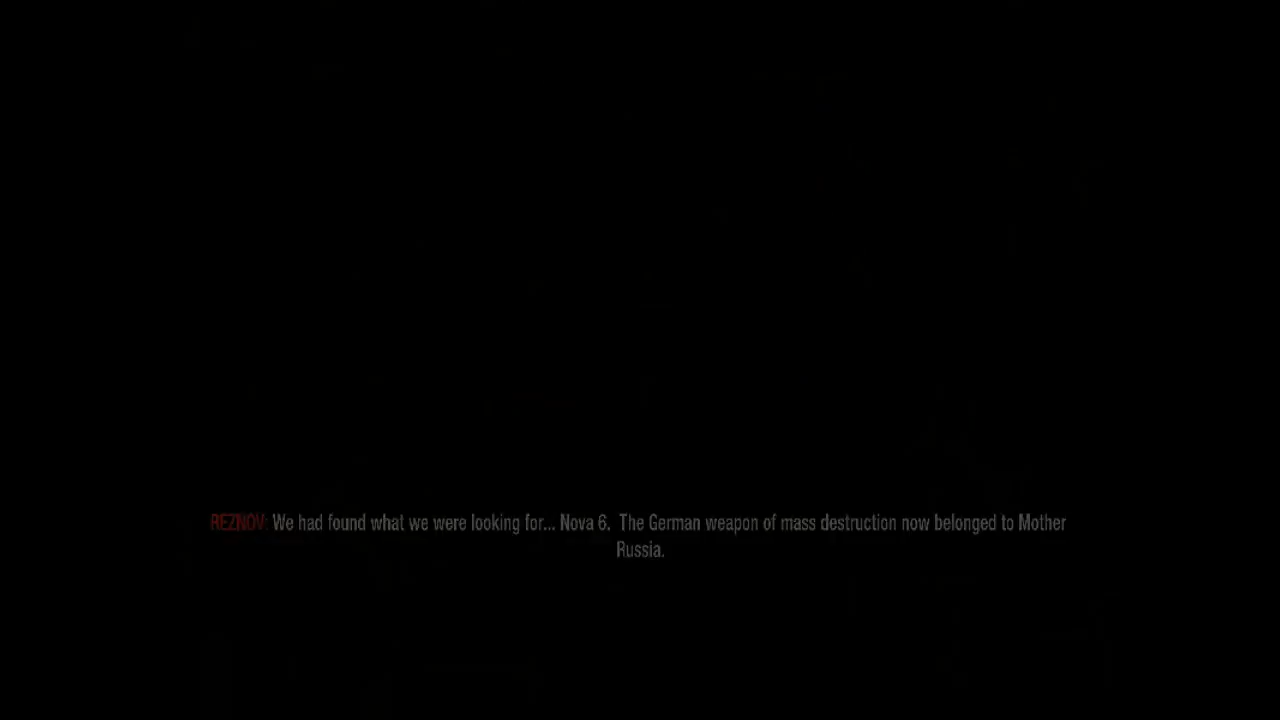 REZNOV: We had found what we were looking for... Nova 6.  The German weapon of mass destruction now belonged to Mother
Russia.